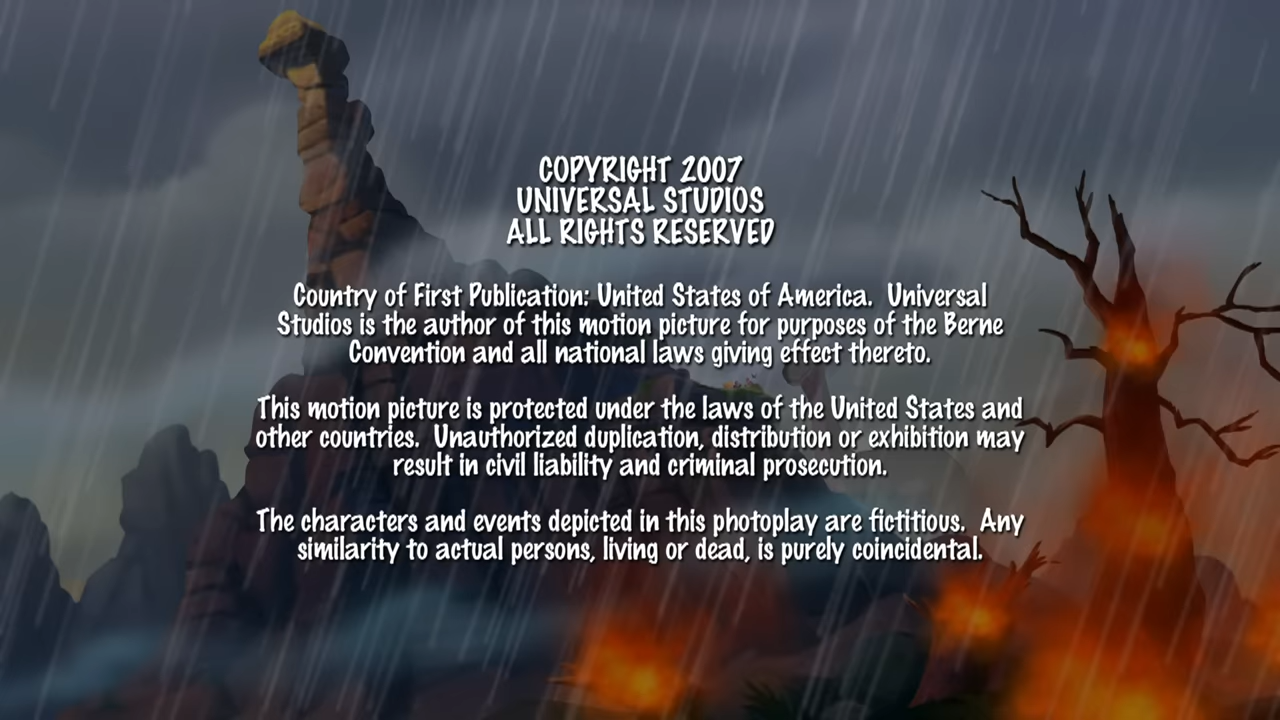 COPYRIGHT 2007
UNIVERSAL STUDIOS
ALL RIGHTS RESERVED
Country of First Publication: United States of America. Universal
Studios is the author of this motion picture for purposes of the Berne
Convention and all national laws giving effect thereto.
This motion picture is protected under the laws of the United States and
other countries. Unauthorized duplication, distribution or exhibition may
result in civil liability and criminal prosecution.
The characters and events depicted in this photoplay are fictitious. Any
similarity to actual persons, living or dead, is purely coincidental.